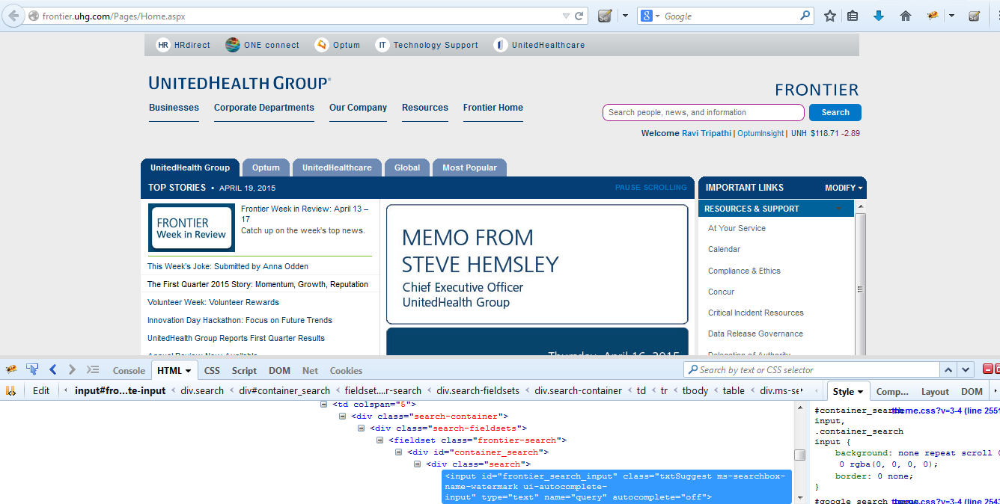 frontier.uhg.com/Pages/Home.aspx
Google
HR HRdirect ONE connect Optum IT Technology Support UnitedHealthcare
UNITEDHEALTH GROUP®
FRONTIER
Businesses Corporate Departments Our Company Resources Frontier Home
Search people, news, and information Search
Welcome Ravi Tripathi | OptumInsight | UNH $118.71 -2.89
UnitedHealth Group Optum UnitedHealthcare Global Most Popular
TOP STORIES • APRIL 19, 2015 PAUSE SCROLLING
IMPORTANT LINKS MODIFY
FRONTIER
Week in Review
Frontier Week in Review: April 13 –
17
Catch up on the week's top news.
This Week's Joke: Submitted by Anna Odden
The First Quarter 2015 Story: Momentum, Growth, Reputation
Volunteer Week: Volunteer Rewards
Innovation Day Hackathon: Focus on Future Trends
UnitedHealth Group Reports First Quarter Results
Annual Review Now Available
MEMO FROM
STEVE HEMSLEY
Chief Executive Officer
UnitedHealth Group
Thursday, April 16, 2015
RESOURCES & SUPPORT
At Your Service
Calendar
Compliance & Ethics
Concur
Critical Incident Resources
Data Release Governance
Delegation of Authority
Console HTML CSS Script DOM Net Cookies
Search by text or CSS selector
Edit input#fro...te-input < div.search < div#container_search < fieldset....r-search < div.search-fieldsets < div.search-container < td < tr < tbody < table < div.ms-se
Style Comp... Layout DOM
<td colspan="5">
<div class="search-container">
<div class="search-fieldsets">
<fieldset class="frontier-search">
<div id="container_search">
<div class="search">
<input id="frontier_search_input" class="txtSuggest ms-searchbox-
name-watermark ui-autocomplete-
input" type="text" name="query" autocomplete="off">
#container_search theme.css?v=3-4 (line 2551
input,
.container_search
input {
background: none repeat scroll 0
0 rgba(0, 0, 0, 0);
border: 0 none;
}
#google_search input theme.css?v=3-4 (line 2543